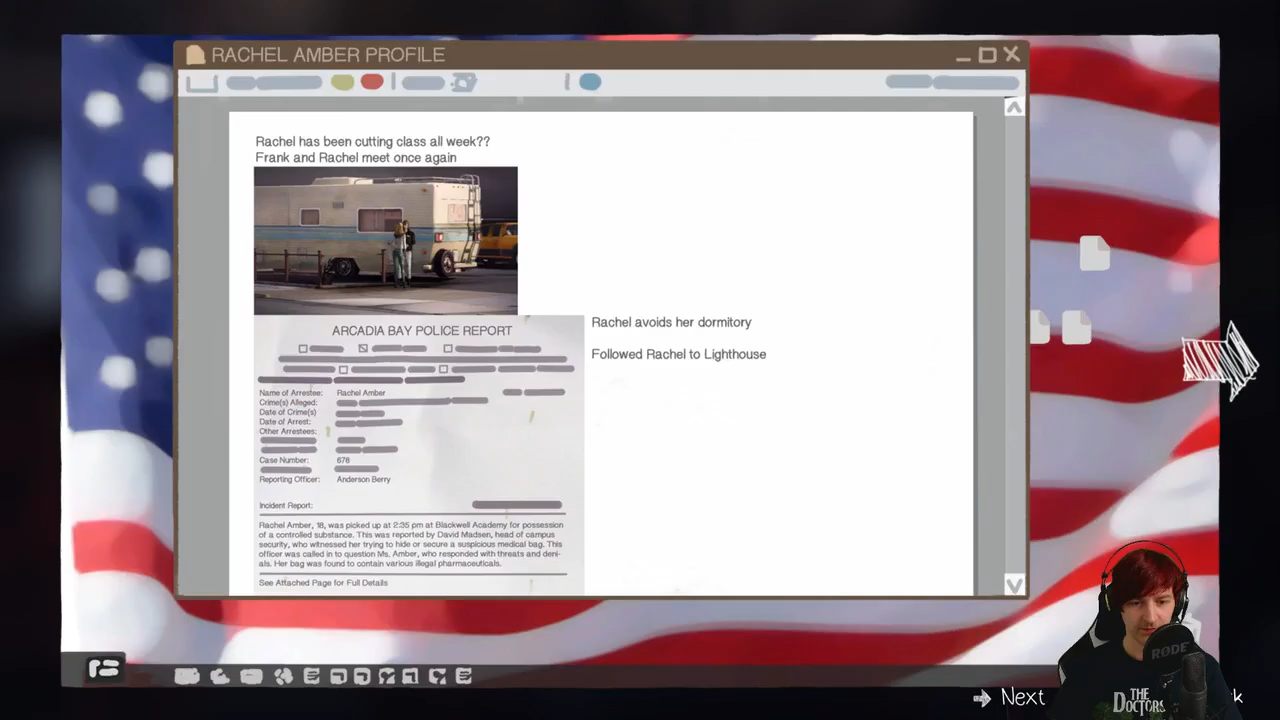 RACHEL AMBER PROFILE
Rachel has been cutting class all week??
Frank and Rachel meet once again
ARCADIA BAY POLICE REPORT
Name of Arrestee: Rachel Amber
Crime(s) Alleged:
Date of Crime(s)
Date of Arrest:
Other Arrestees:
Case Number: 676
Reporting Officer: Anderson Berry
Incident Report:
Rachel Amber, 18, was picked up at 2:35 pm at Blackwell Academy for possession
of a controlled substance. This was reported by David Madsen, head of campus
security, who witnessed her trying to hide or secure a suspicious medical bag. This
officer was called in to question Ms. Amber, who responded with threats and deni-
als. Her bag was found to contain various illegal pharmaceuticals.
See Attached Page for Full Details
Rachel avoids her dormitory
Followed Rachel to Lighthouse
Next
RØDE
THE
DOCTORS